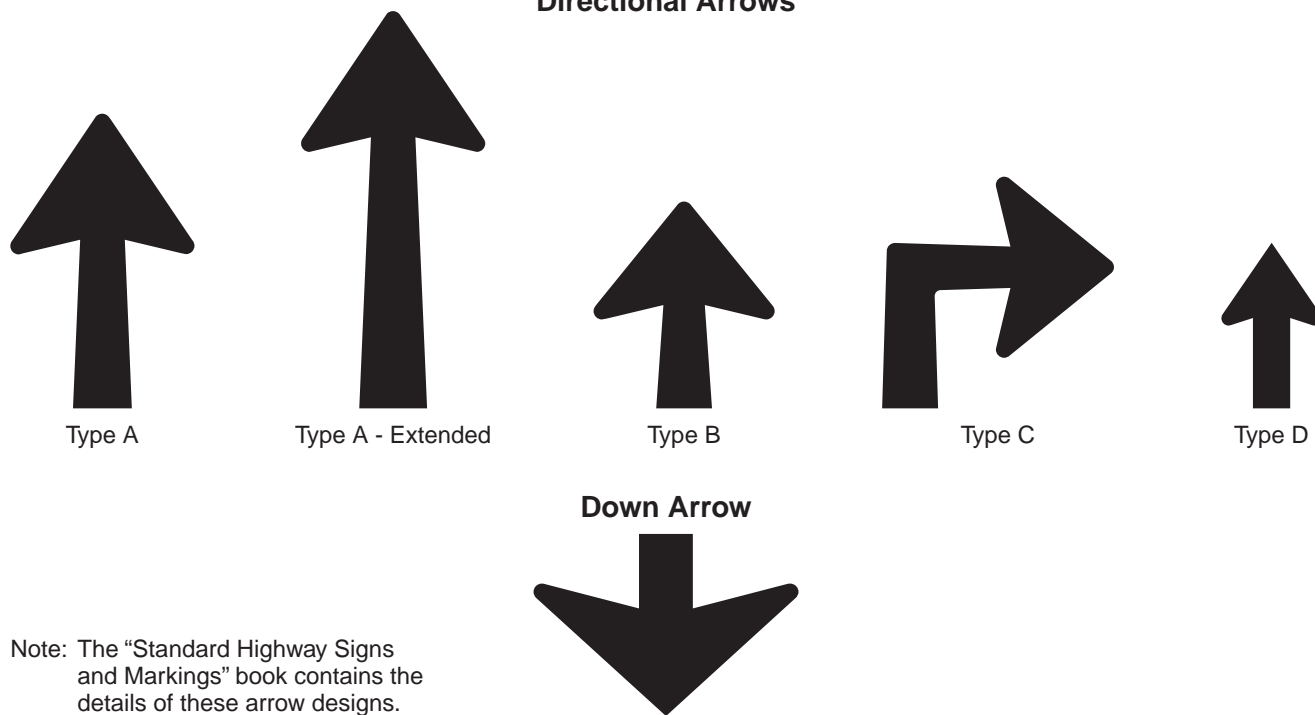 Directional Arrows
Type A
Type A - Extended
Type B
Type C
Type D
Down Arrow
Note: The “Standard Highway Signs
and Markings” book contains the
details of these arrow designs.